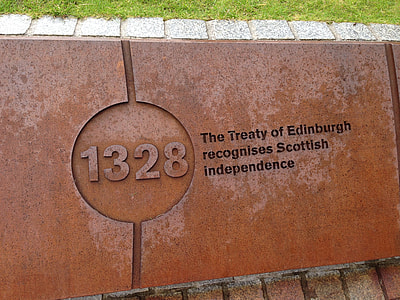 1328
The Treaty of Edinburgh
recognises Scottish
independence